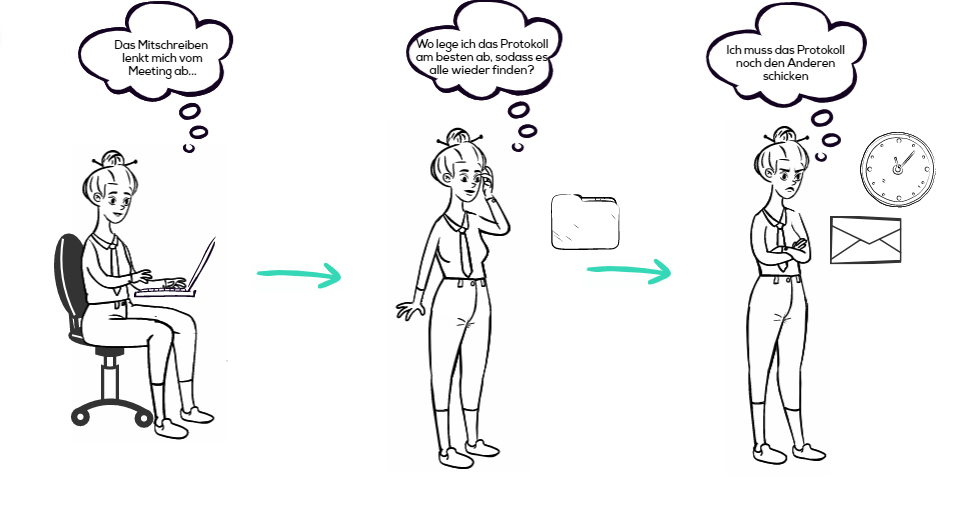 Das Mitschreiben
lenkt mich vom
Meeting ab...
Wo lege ich das Protokoll
am besten ab, sodass es
alle wieder finden?
Ich muss das Protokoll
noch den Anderen
schicken